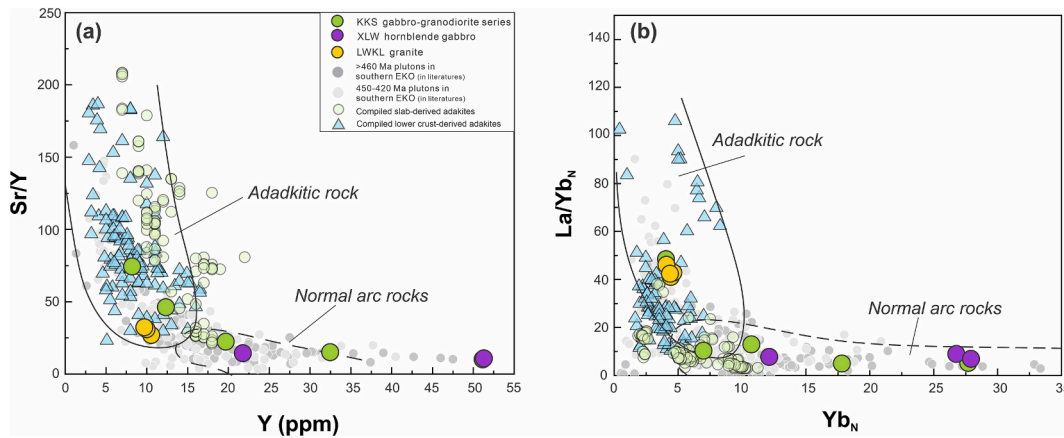 (a)
Sr/Y
250
200
150
100
50
0
0 5 10 15 20 25 30 35 40 45 50 55
Y (ppm)
Adadkitic rock
Normal arc rocks
KKS gabbro-granodiorite series
XLW hornblende gabbro
LWKL granite
>460 Ma plutons in
southern EKO (in literatures)
450-420 Ma plutons in
southern EKO (in literatures)
Compiled slab-derived adakites
Compiled lower crust-derived adakites
(b)
La/YbN
140
120
100
80
60
40
20
0
0 5 10 15 20 25 30 35
YbN
Adadkitic rock
Normal arc rocks